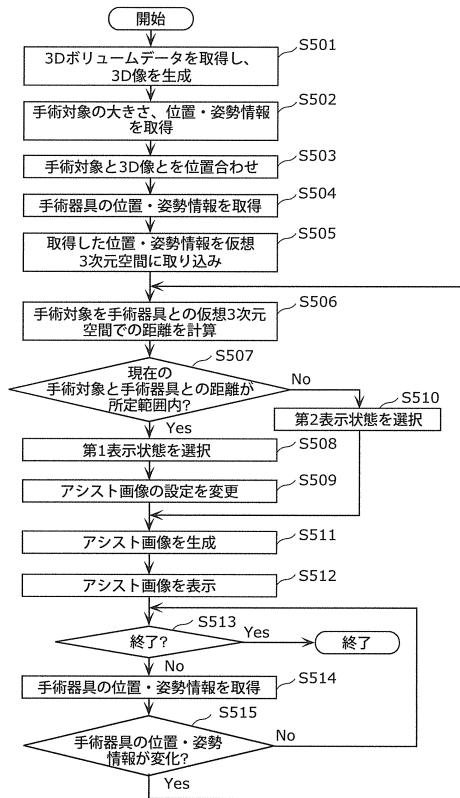 開始
3Dボリュームデータを取得し、
3D像を生成
S501
手術対象の大きさ、位置・姿勢情報
を取得
S502
手術対象と3D像とを位置合わせ
S503
手術器具の位置・姿勢情報を取得
S504
取得した位置・姿勢情報を仮想
3次元空間に取り込み
S505
手術対象を手術器具との仮想3次元
空間での距離を計算
S506
現在の
手術対象と手術器具との距離が
所定範囲内?
S507
No
Yes
第2表示状態を選択
S510
第1表示状態を選択
S508
アシスト画像の設定を変更
S509
アシスト画像を生成
S511
アシスト画像を表示
S512
終了?
S513
Yes
終了
No
手術器具の位置・姿勢情報を取得
S514
手術器具の位置・姿勢
情報が変化?
S515
No
Yes